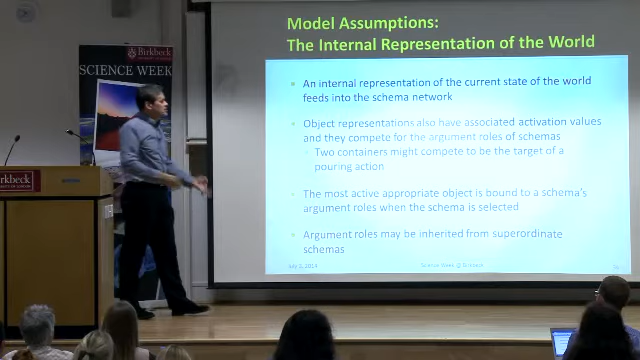 Model Assumptions:
The Internal Representation of the World
An internal representation of the current state of the world
feeds into the schema network
Object representations also have associated activation values
and they compete for the argument roles of schemas
Two containers might compete to be the target of a
pouring action
The most active appropriate object is bound to a schema's
argument roles when the schema is selected
Argument roles may be inherited from superordinate
schemas
Science Week @ Birkbeck
Birkbeck
SCIENCE WEEK
Birkbeck